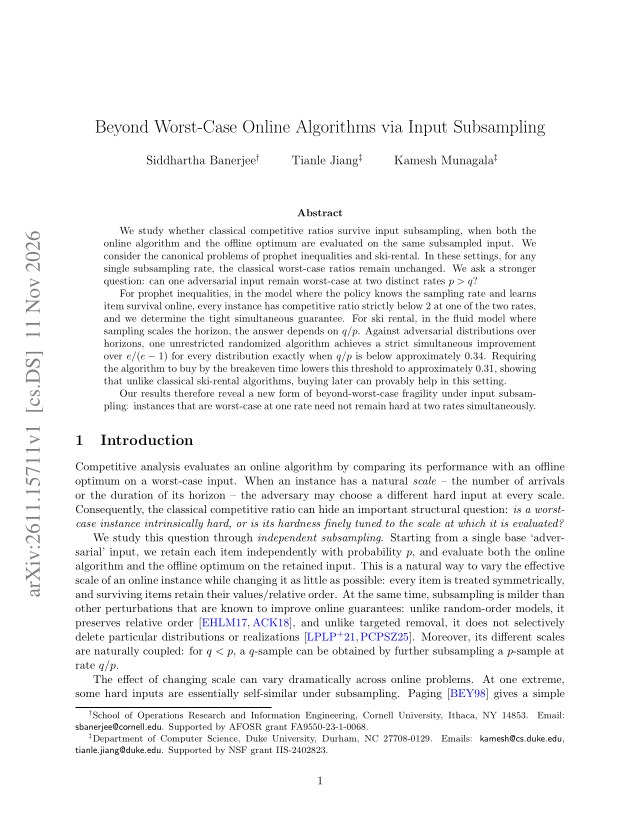 Beyond Worst-Case Online Algorithms via Input Subsampling
Siddhartha Banerjee† Tianle Jiang‡ Kamesh Munagala‡
Abstract
We study whether classical competitive ratios survive input subsampling, when both the
online algorithm and the offline optimum are evaluated on the same subsampled input. We
consider the canonical problems of prophet inequalities and ski-rental. In these settings, for any
single subsampling rate, the classical worst-case ratios remain unchanged. We ask a stronger
question: can one adversarial input remain worst-case at two distinct rates p > q?
For prophet inequalities, in the model where the policy knows the sampling rate and learns
item survival online, every instance has competitive ratio strictly below 2 at one of the two rates,
and we determine the tight simultaneous guarantee. For ski rental, in the fluid model where
sampling scales the horizon, the answer depends on q/p. Against adversarial distributions over
horizons, one unrestricted randomized algorithm achieves a strict simultaneous improvement
over e/(e − 1) for every distribution exactly when q/p is below approximately 0.34. Requiring
the algorithm to buy by the breakeven time lowers this threshold to approximately 0.31, showing
that unlike classical ski-rental algorithms, buying later can provably help in this setting.
Our results therefore reveal a new form of beyond-worst-case fragility under input subsam-
pling: instances that are worst-case at one rate need not remain hard at two rates simultaneously.
1 Introduction
Competitive analysis evaluates an online algorithm by comparing its performance with an offline
optimum on a worst-case input. When an instance has a natural scale – the number of arrivals
or the duration of its horizon – the adversary may choose a different hard input at every scale.
Consequently, the classical competitive ratio can hide an important structural question: is a worst-
case instance intrinsically hard, or is its hardness finely tuned to the scale at which it is evaluated?
We study this question through independent subsampling. Starting from a single base ‘adver-
sarial’ input, we retain each item independently with probability p, and evaluate both the online
algorithm and the offline optimum on the retained input. This is a natural way to vary the effective
scale of an online instance while changing it as little as possible: every item is treated symmetrically,
and surviving items retain their values/relative order. At the same time, subsampling is milder than
other perturbations that are known to improve online guarantees: unlike random-order models, it
preserves relative order [EHLM17, ACK18], and unlike targeted removal, it does not selectively
delete particular distributions or realizations [LPLP+21, PCPSZ25]. Moreover, its different scales
are naturally coupled: for q < p, a q-sample can be obtained by further subsampling a p-sample at
rate q/p.
The effect of changing scale can vary dramatically across online problems. At one extreme,
some hard inputs are essentially self-similar under subsampling. Paging [BEY98] gives a simple
†School of Operations Research and Information Engineering, Cornell University, Ithaca, NY 14853. Email:
sbanerjee@cornell.edu. Supported by AFOSR grant FA9550-23-1-0068.
‡Department of Computer Science, Duke University, Durham, NC 27708-0129. Emails: kamesh@cs.duke.edu,
tianle.jiang@duke.edu. Supported by NSF grant IIS-2402823.
1
arXiv:2611.15711v1 [cs.DS] 11 Nov 2026